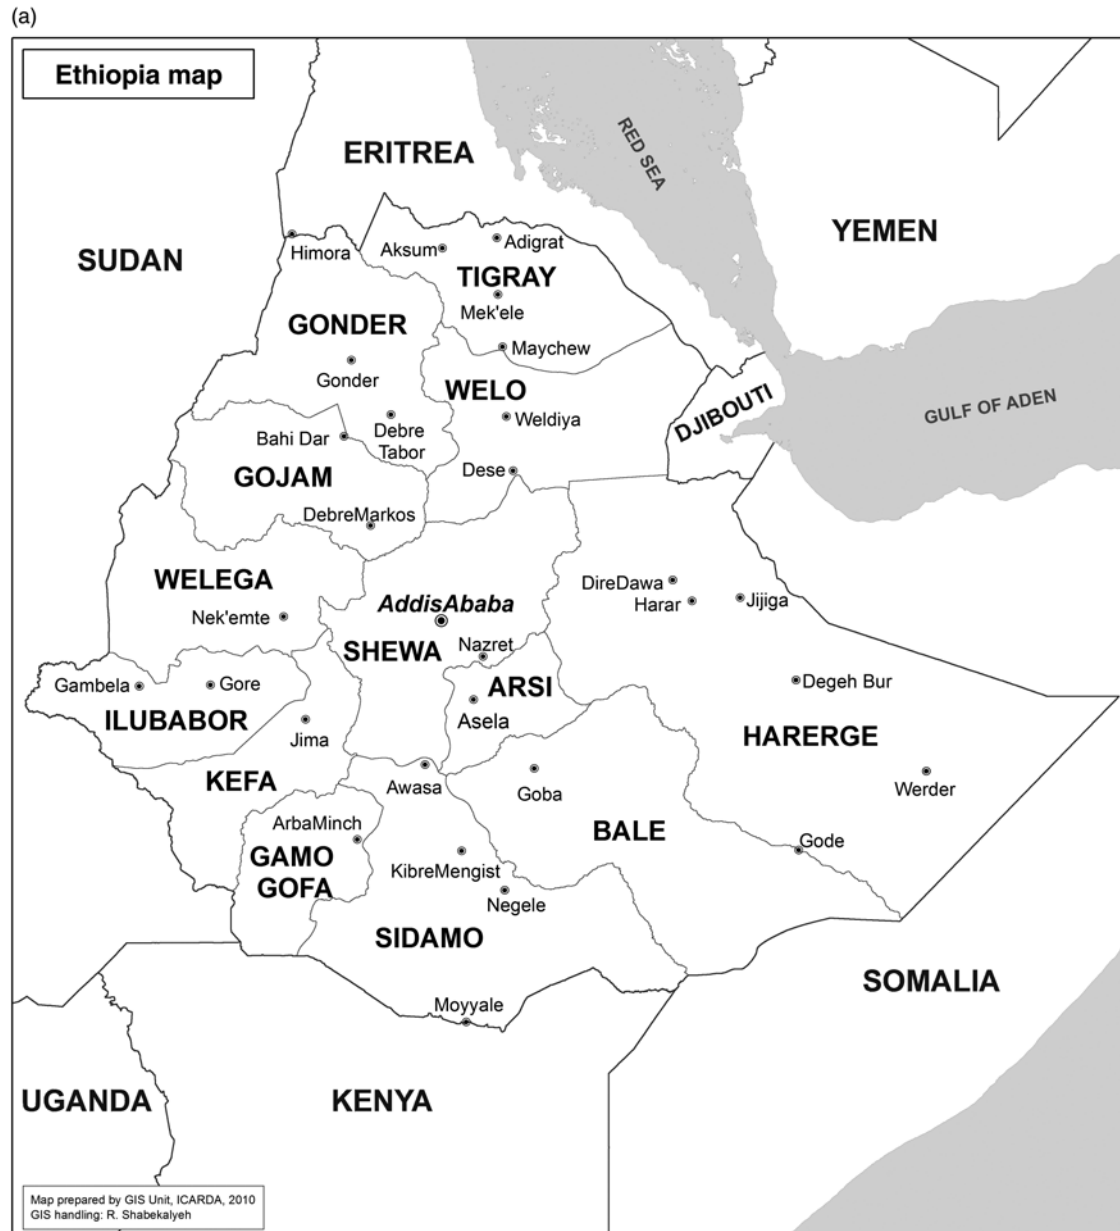 (a)
Ethiopia map
RED SEA
ERITREA
YEMEN
SUDAN
Himora
Aksum
Adigrat
TIGRAY
Mek'ele
GONDER
Maychew
Gonder
WELO
DJIBOUTI
GULF OF ADEN
Weldiya
Debre
Tabor
Bahi Dar
GOJAM
Dese
DebreMarkos
WELEGA
DireDawa
Harar
Jijiga
AddisAbaba
Nek'emte
SHEWA
Nazret
Gambela
Gore
ARSI
Degeh Bur
ILUBABOR
Asela
Jima
HARERGE
KEFA
Awasa
Goba
Werder
ArbaMinch
BALE
Gode
GAMO
GOFA
KibreMengist
Negele
SIDAMO
SOMALIA
Moyyale
UGANDA
KENYA
Map prepared by GIS Unit, ICARDA, 2010
GIS handling: R. Shabekalyeh